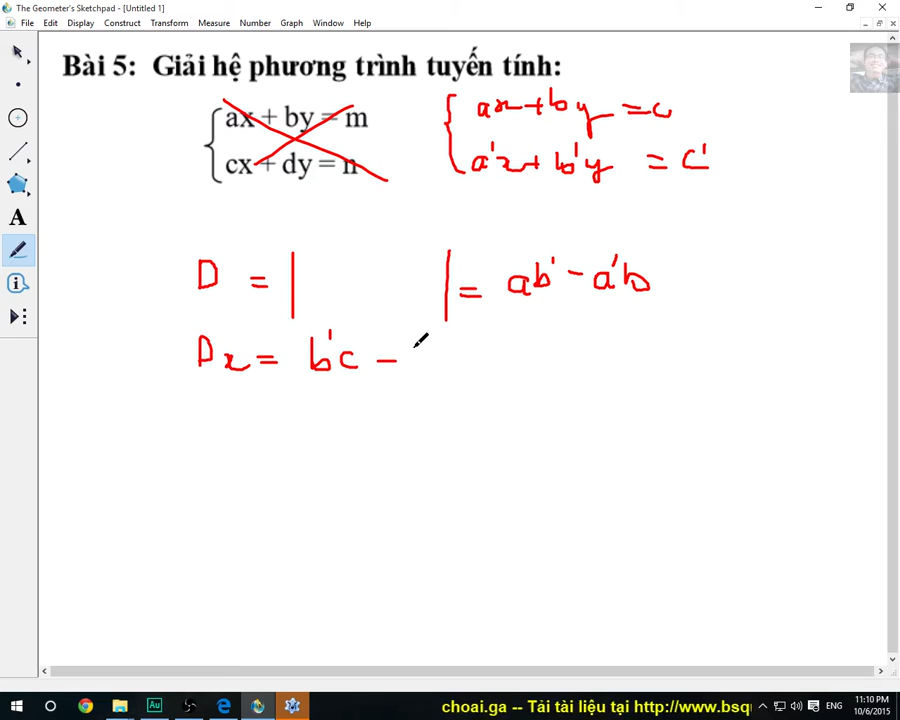 The Geometer's Sketchpad - [Untitled 1]
File Edit Display Construct Transform Measure Number Graph Window Help
Bài 5: Giải hệ phương trình tuyến tính:
ax + by = m
cx + dy = n
ax + by = c
a'x + b'y = c'
D = | | = ab' - a'b
Dx = b'c -
choai.ga -- Tải tài liệu tại http://www.bsq
ENG
11:10 PM
10/6/2015